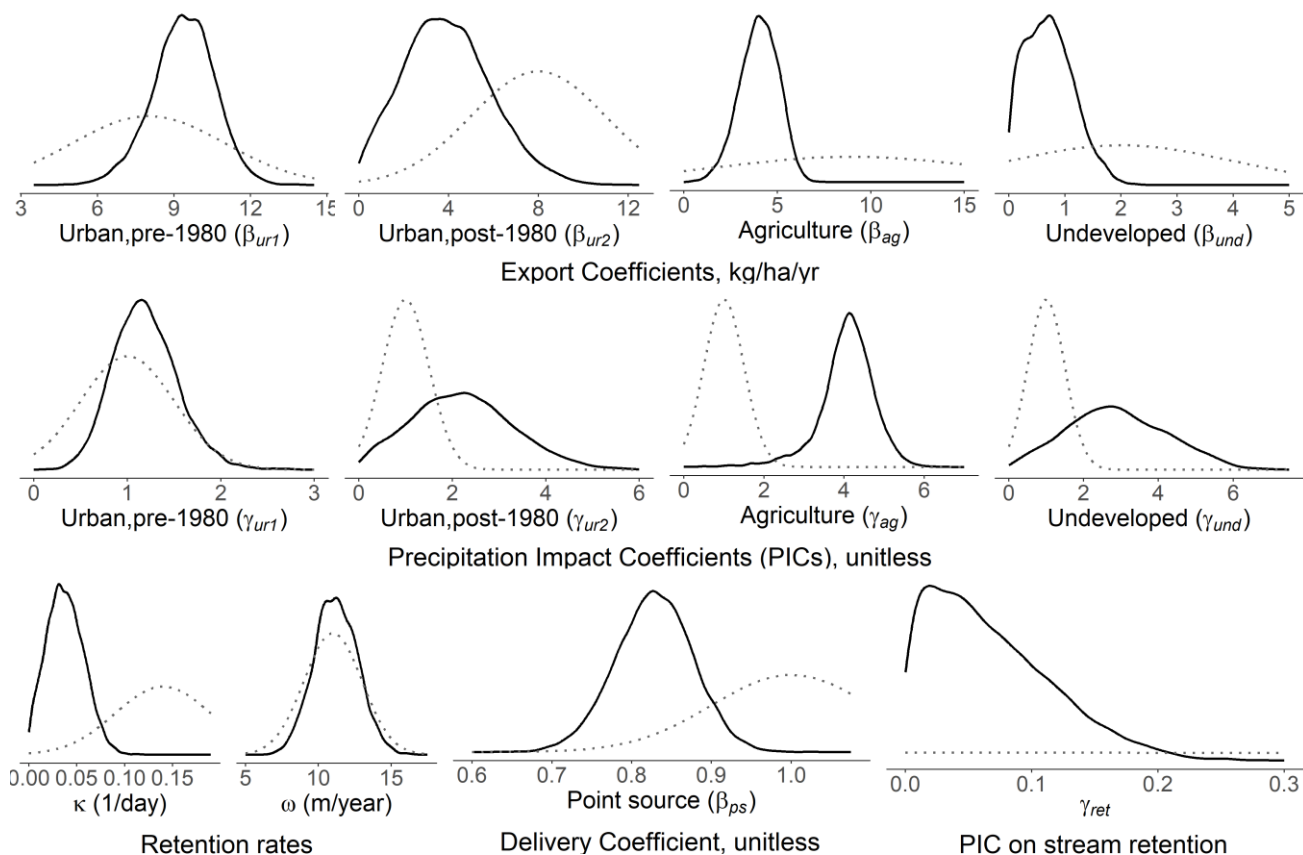 3 6 9 12 15 0 4 8 12 0 5 10 15 0 1 2 3 4 5
Urban,pre-1980 (βur1) Urban,post-1980 (βur2) Agriculture (βag) Undeveloped (βund)
Export Coefficients, kg/ha/yr
0 1 2 3 0 2 4 6 0 2 4 6 0 2 4 6
Urban,pre-1980 (γur1) Urban,post-1980 (γur2) Agriculture (γag) Undeveloped (γund)
Precipitation Impact Coefficients (PICs), unitless
0.00 0.05 0.10 0.15 5 10 15 0.6 0.7 0.8 0.9 1.0 0.0 0.1 0.2 0.3
κ (1/day) ω (m/year) Point source (βps) γret
Retention rates Delivery Coefficient, unitless PIC on stream retention